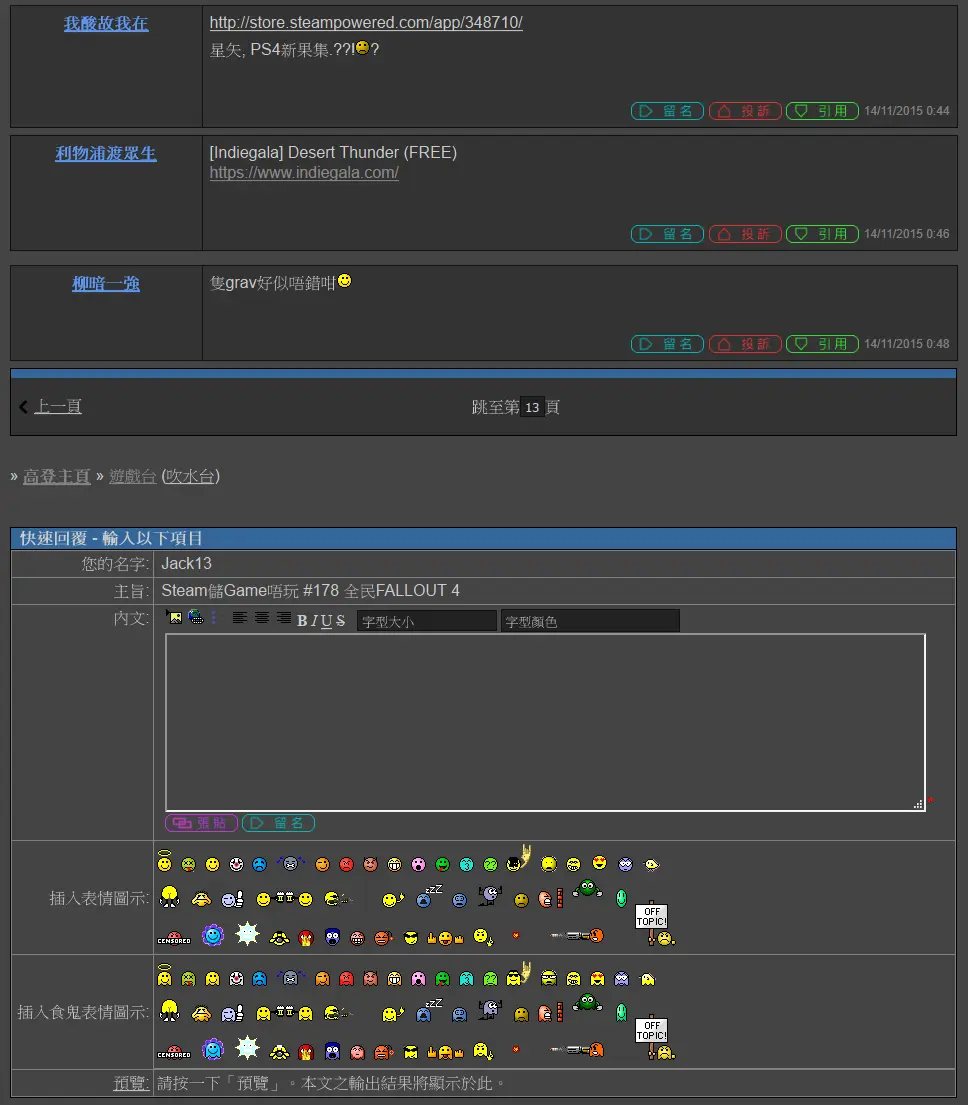 我酸故我在
http://store.steampowered.com/app/348710/
星矢, PS4新果集.??!?
留名 投訴 引用 14/11/2015 0:44
利物浦渡眾生
[Indiegala] Desert Thunder (FREE)
https://www.indiegala.com/
留名 投訴 引用 14/11/2015 0:46
柳暗一強
隻grav好似唔錯咁
留名 投訴 引用 14/11/2015 0:48
上一頁
跳至第 13 頁
» 高登主頁 » 遊戲台 (吹水台)
快速回覆 - 輸入以下項目
您的名字: Jack13
主旨: Steam儲Game唔玩 #178 全民FALLOUT 4
內文: B I U S 字型大小 字型顏色
張貼 留名
插入表情圖示:
zZZ
OFF TOPIC!
CENSORED
插入食鬼表情圖示:
zZZ
OFF TOPIC!
CENSORED
預覽: 請按一下「預覽」。本文之輸出結果將顯示於此。